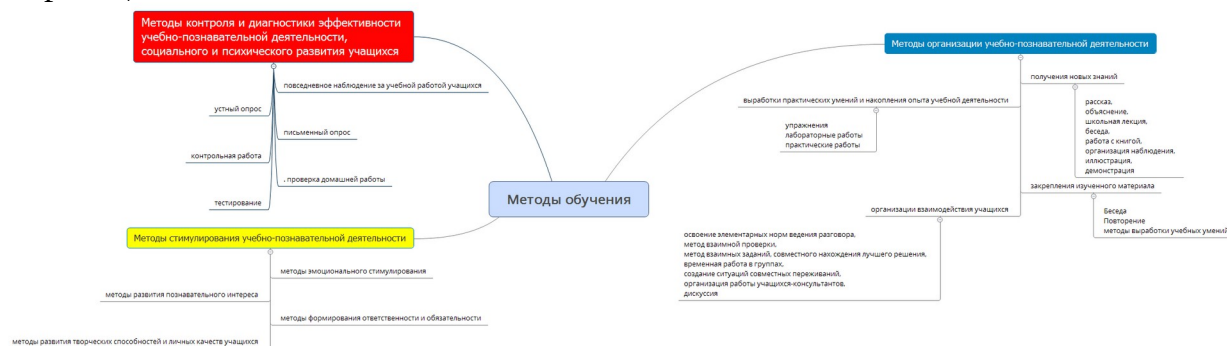 Методы контроля и диагностики эффективности
учебно-познавательной деятельности,
социального и психического развития учащихся
повседневное наблюдение за учебной работой учащихся
устный опрос
письменный опрос
контрольная работа
. проверка домашней работы
тестирование
Методы обучения
Методы стимулирования учебно-познавательной деятельности
методы эмоционального стимулирования
методы развития познавательного интереса
методы формирования ответственности и обязательности
методы развития творческих способностей и личных качеств учащихся
Методы организации учебно-познавательной деятельности
получения новых знаний
рассказ,
объяснение,
школьная лекция,
беседа,
работа с книгой,
организация наблюдения,
иллюстрация,
демонстрация
выработки практических умений и накопления опыта учебной деятельности
упражнения
лабораторные работы
практические работы
закрепления изученного материала
Беседа
Повторение
методы выработки учебных умений
организации взаимодействия учащихся
освоение элементарных норм ведения разговора,
метод взаимной проверки,
метод взаимных заданий, совместного нахождения лучшего решения,
временная работа в группах,
создание ситуаций совместных переживаний,
организация работы учащихся-консультантов,
дискуссия